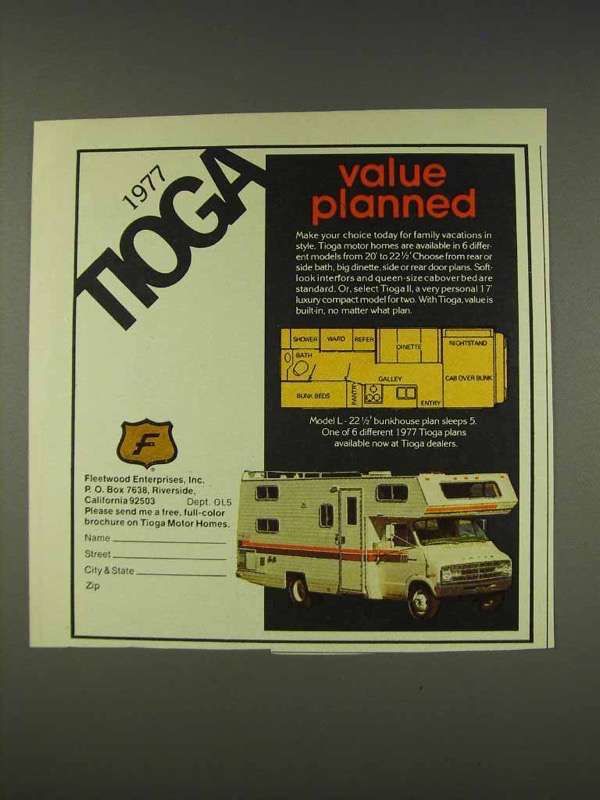 1977
TIOGA
value
planned
Make your choice today for family vacations in
style. Tioga motor homes are available in 6 differ-
ent models from 20' to 22½' Choose from rear or
side bath, big dinette, side or rear door plans. Soft-
look interiors and queen-size cabover bed are
standard. Or, select Tioga II, a very personal 17'
luxury compact model for two. With Tioga, value is
built-in, no matter what plan.
SHOWER WARD REFER DINETTE NIGHTSTAND
BATH
GALLEY CAB OVER BUNK
BUNK BEDS PANTRY ENTRY
Model L - 22½' bunkhouse plan sleeps 5.
One of 6 different 1977 Tioga plans
available now at Tioga dealers.
F
®
Fleetwood Enterprises, Inc.
P. O. Box 7638, Riverside,
California 92503 Dept. OL5
Please send me a free, full-color
brochure on Tioga Motor Homes.
Name
Street
City & State
Zip